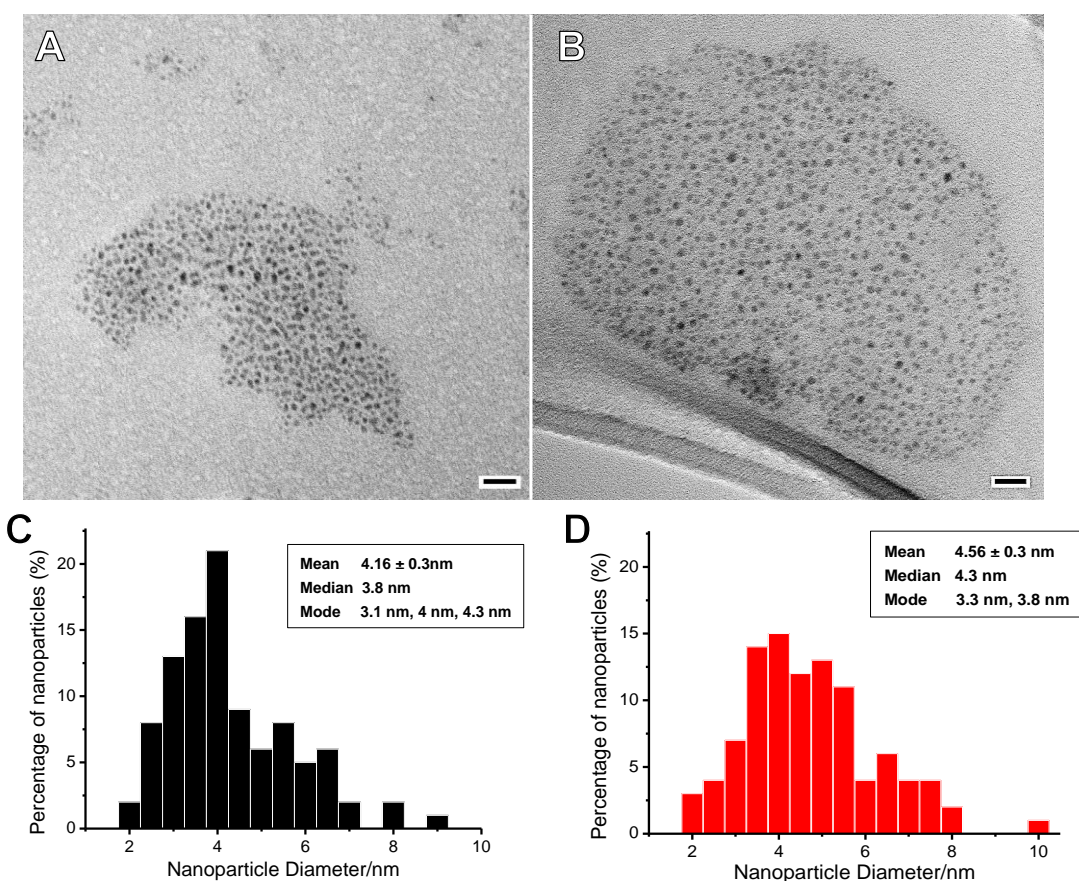 A
B
C
Percentage of nanoparticles (%)
20
15
10
5
0
2
4
6
8
10
Nanoparticle Diameter/nm
Mean 4.16 ± 0.3nm
Median 3.8 nm
Mode 3.1 nm, 4 nm, 4.3 nm
D
Percentage of nanoparticles (%)
20
15
10
5
0
2
4
6
8
10
Nanoparticle Diameter/nm
Mean 4.56 ± 0.3 nm
Median 4.3 nm
Mode 3.3 nm, 3.8 nm